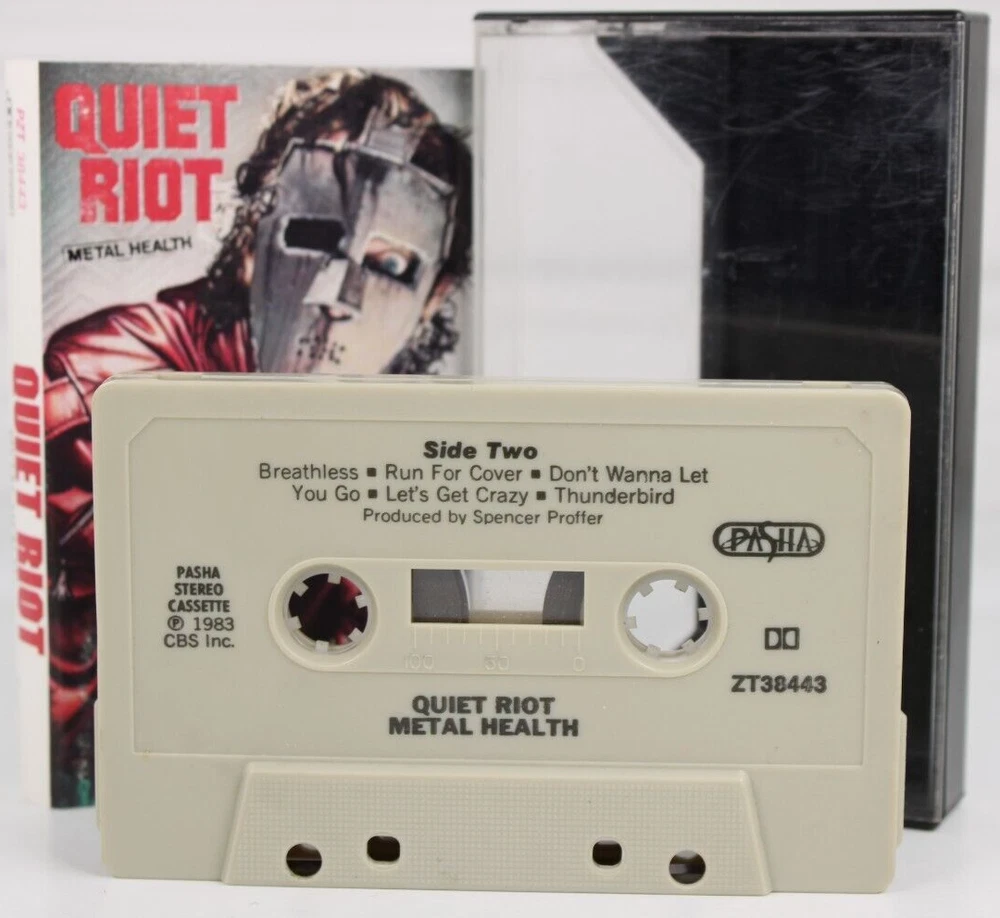 QUIET
RIOT
METAL HEALTH
PZT 38443
QUIET RIOT
Side Two
Breathless ▪ Run For Cover ▪ Don't Wanna Let
You Go ▪ Let's Get Crazy ▪ Thunderbird
Produced by Spencer Proffer
PASHA
PASHA
STEREO
CASSETTE
℗ 1983
CBS Inc.
100 50 0
ZT38443
QUIET RIOT
METAL HEALTH